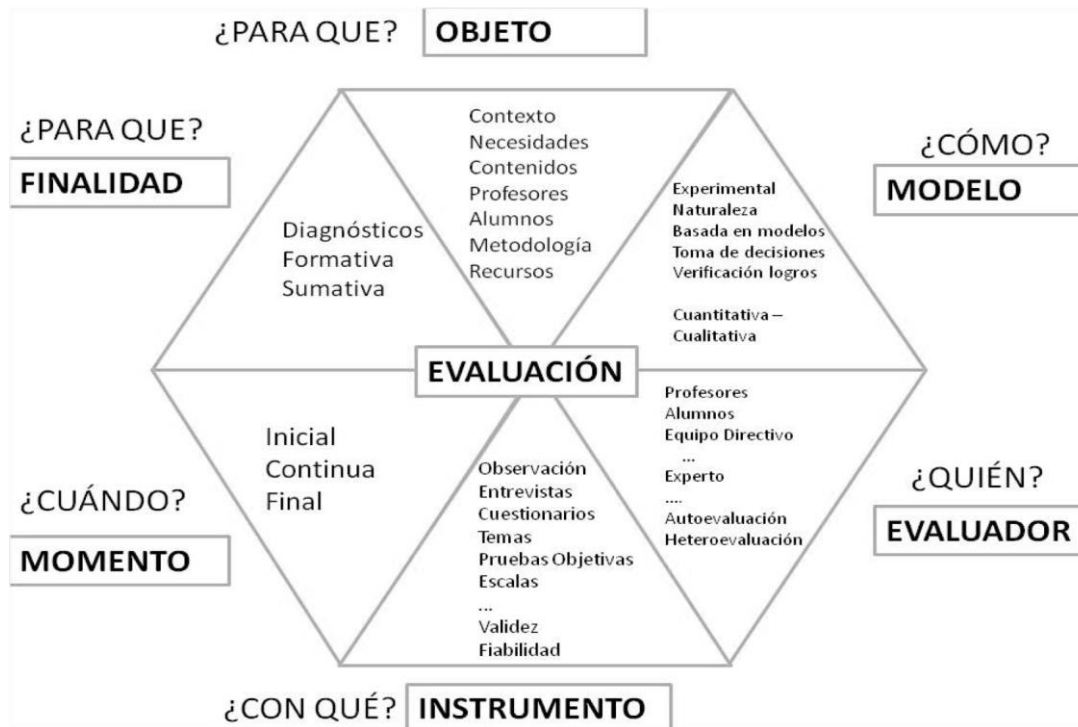 ¿PARA QUE? OBJETO
¿PARA QUE?
FINALIDAD
Diagnósticos
Formativa
Sumativa
Contexto
Necesidades
Contenidos
Profesores
Alumnos
Metodología
Recursos
¿CÓMO?
MODELO
Experimental
Naturaleza
Basada en modelos
Toma de decisiones
Verificación logros
Cuantitativa –
Cualitativa
EVALUACIÓN
Inicial
Continua
Final
¿CUÁNDO?
MOMENTO
Observación
Entrevistas
Cuestionarios
Temas
Pruebas Objetivas
Escalas
...
Validez
Fiabilidad
Profesores
Alumnos
Equipo Directivo
...
Experto
....
Autoevaluación
Heteroevaluación
¿QUIÉN?
EVALUADOR
¿CON QUÉ? INSTRUMENTO